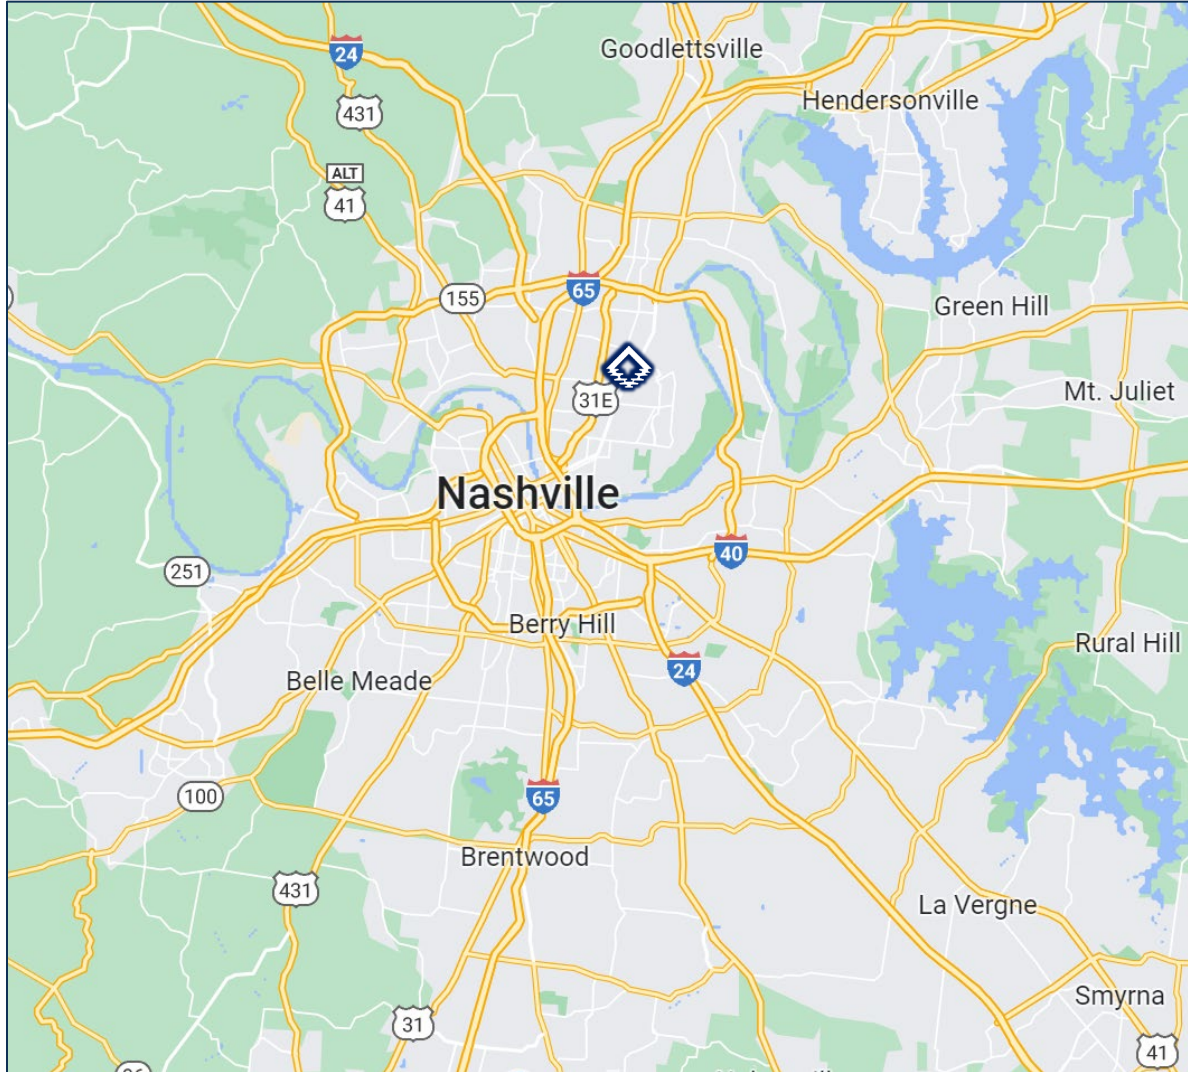 Goodlettsville
24
Hendersonville
431
ALT
41
65
155
Green Hill
Mt. Juliet
31E
Nashville
40
251
Berry Hill
Rural Hill
24
Belle Meade
65
100
Brentwood
431
La Vergne
Smyrna
31
41